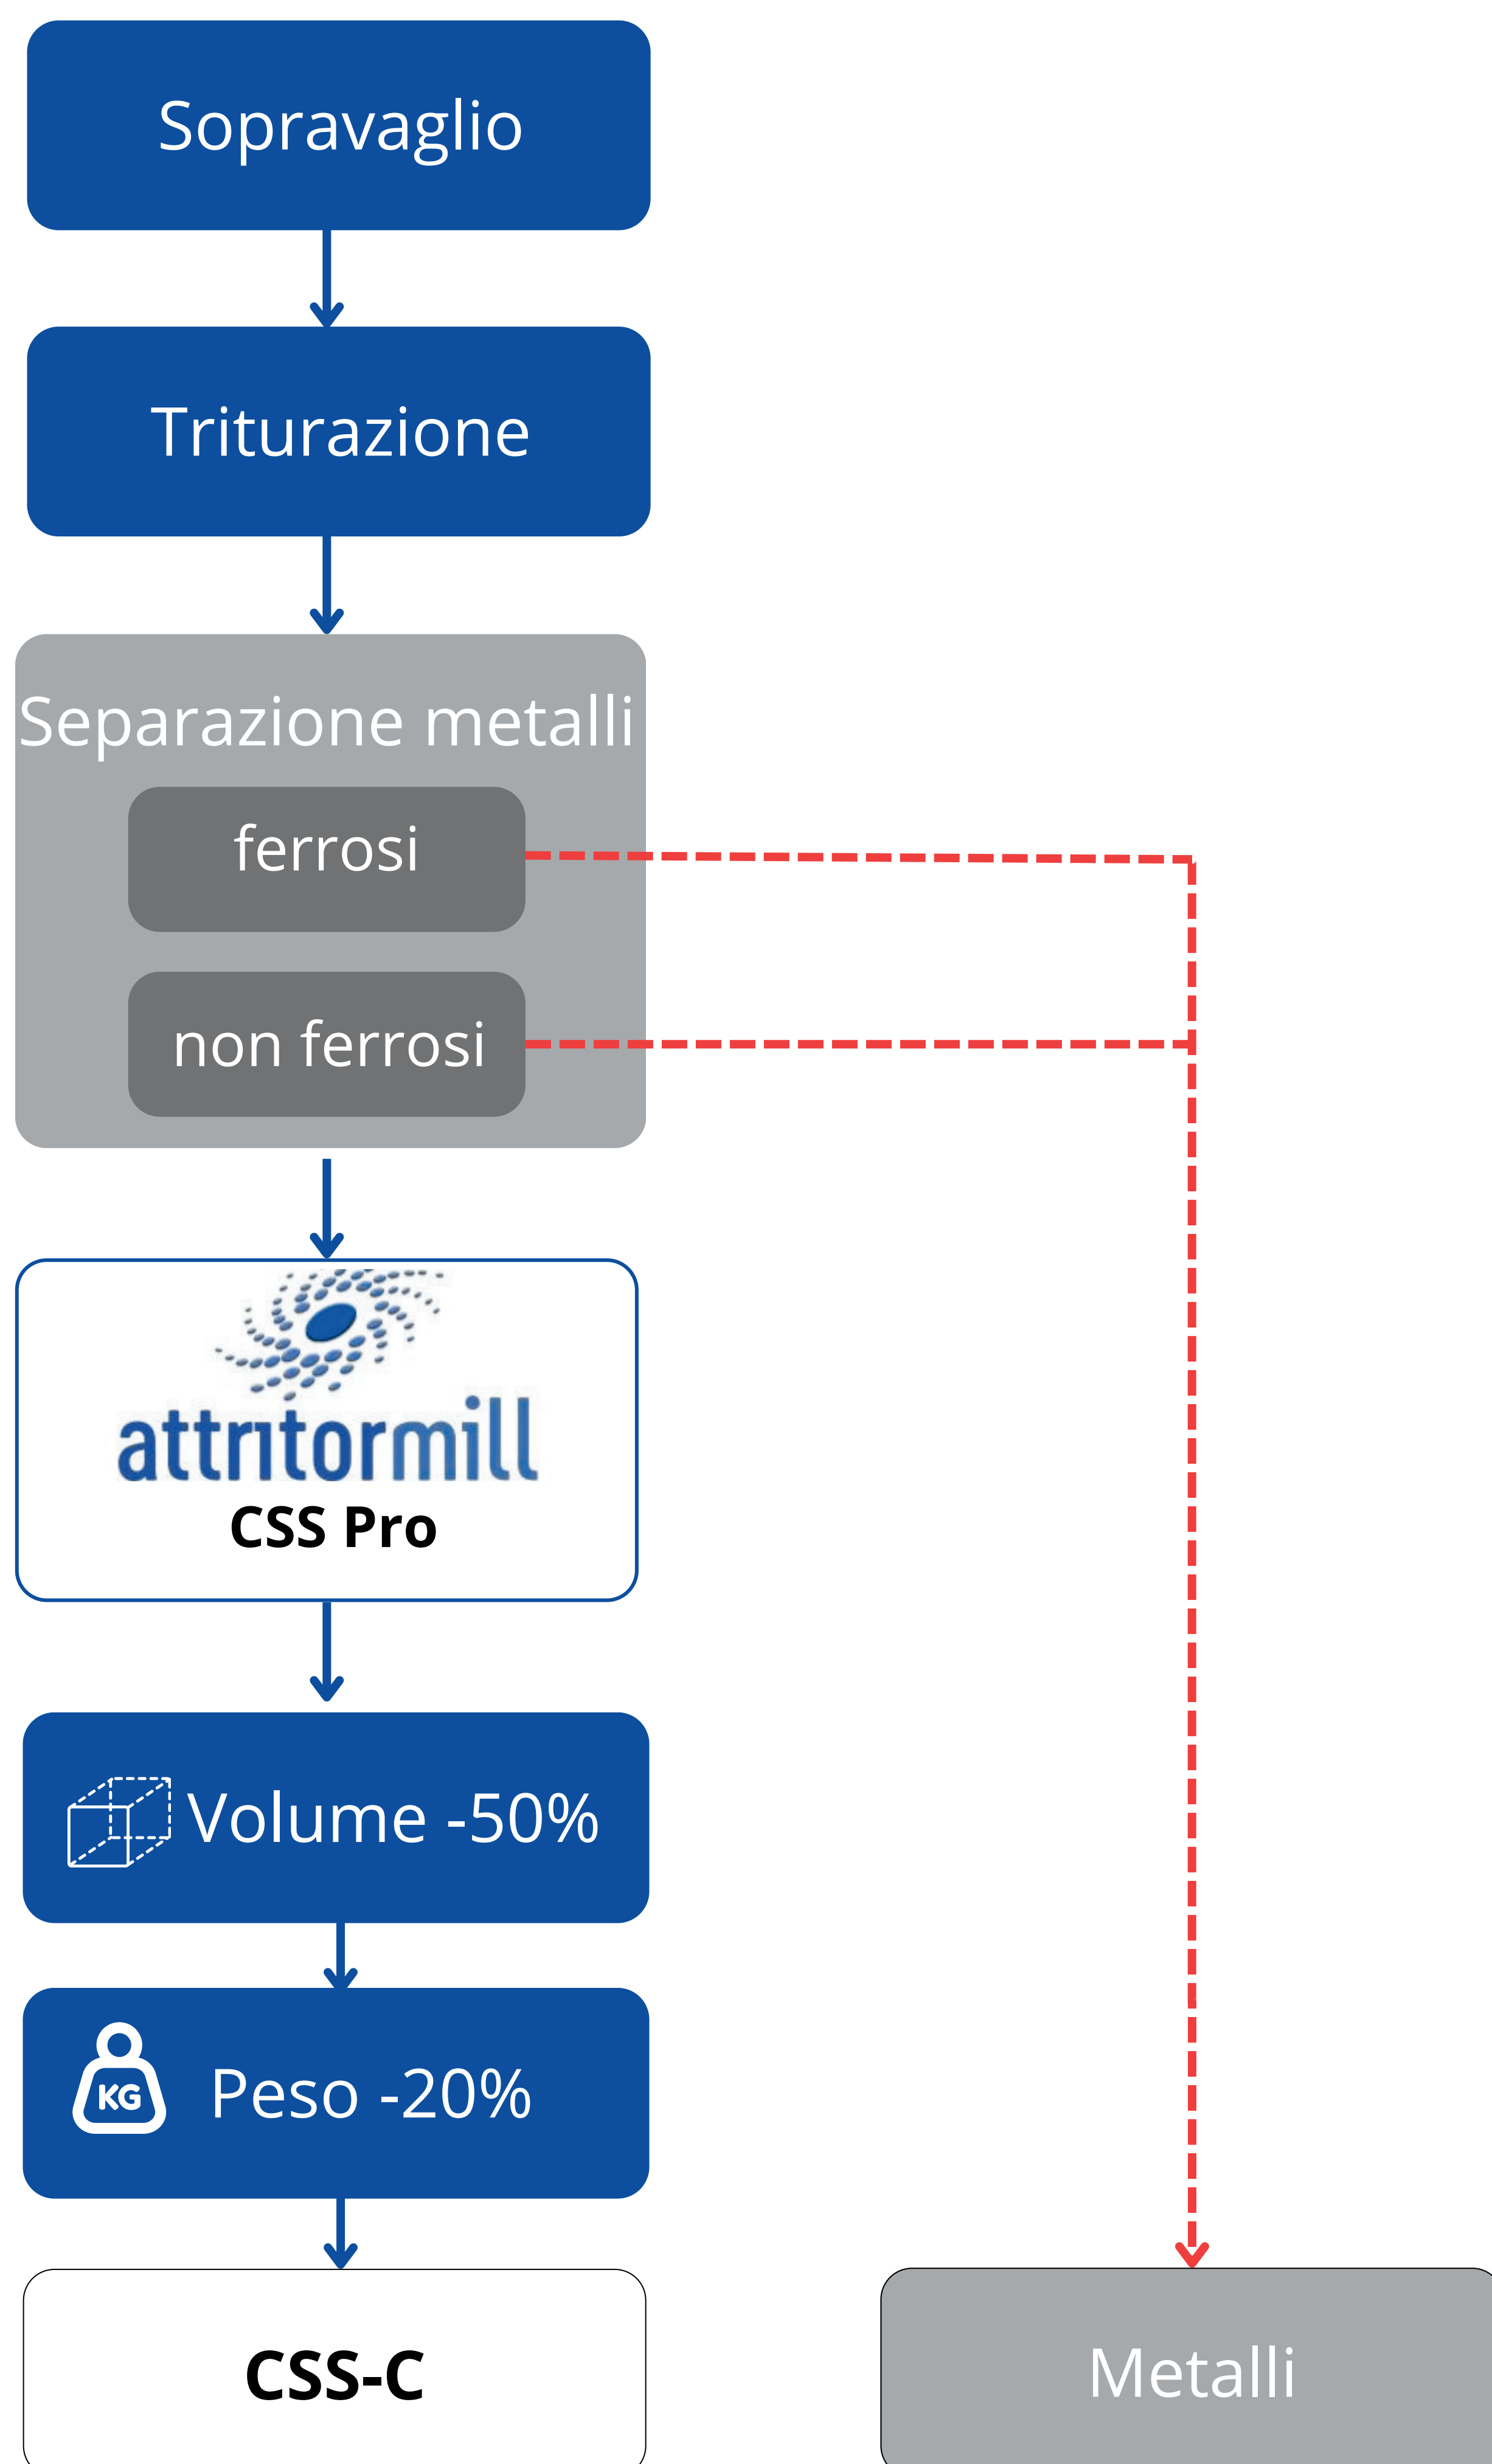 Sopravaglio
Triturazione
Separazione metalli
ferrosi
non ferrosi
attritormill
CSS Pro
Volume -50%
KG
Peso -20%
CSS-C
Metalli